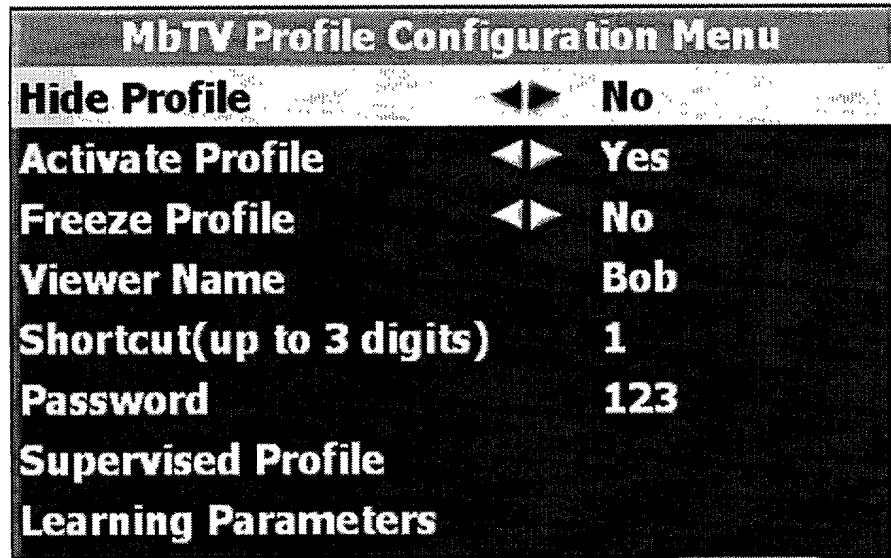 MbTV Profile Configuration Menu
Hide Profile No
Activate Profile Yes
Freeze Profile No
Viewer Name Bob
Shortcut(up to 3 digits) 1
Password 123
Supervised Profile
Learning Parameters